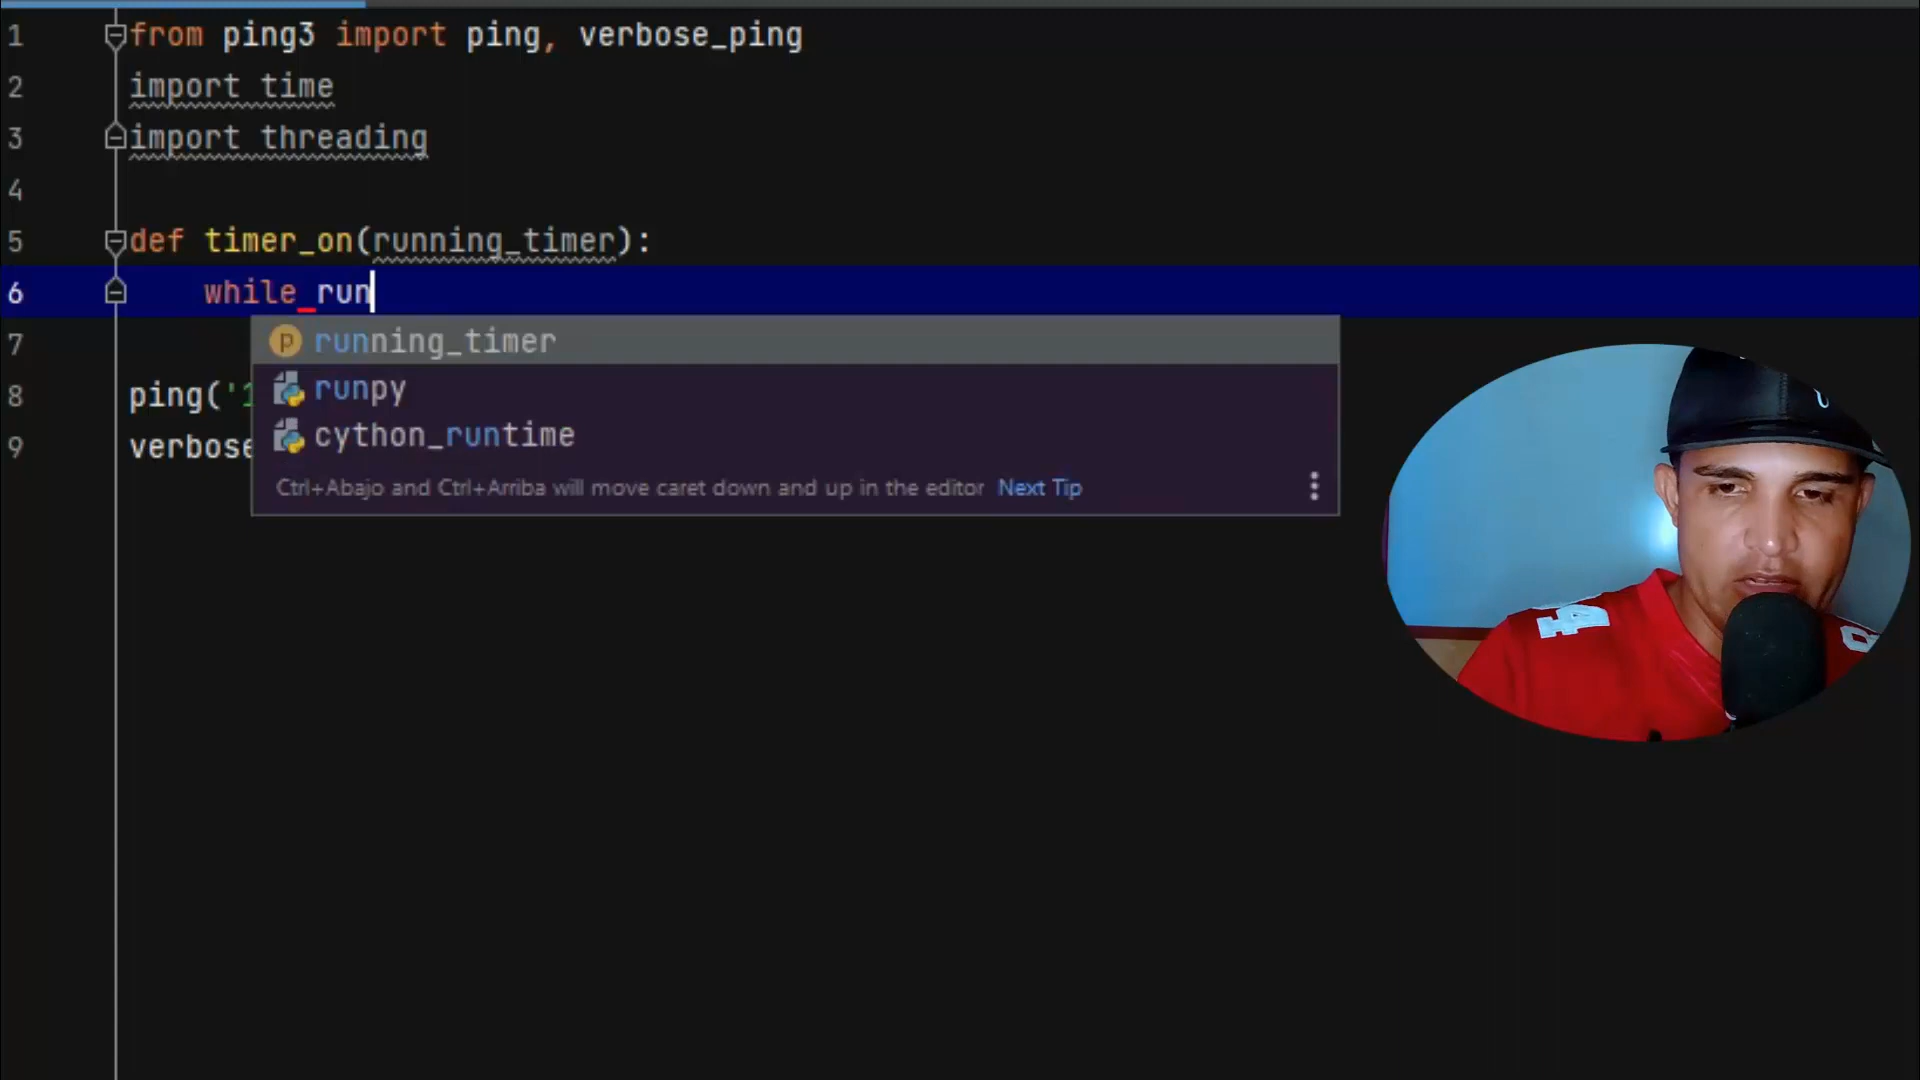 1 from ping3 import ping, verbose_ping
2 import time
3 import threading
4
5 def timer_on(running_timer):
6 while run
7
running_timer
8 ping('1
runpy
9 verbose
cython_runtime
Ctrl+Abajo and Ctrl+Arriba will move caret down and up in the editor Next Tip
4